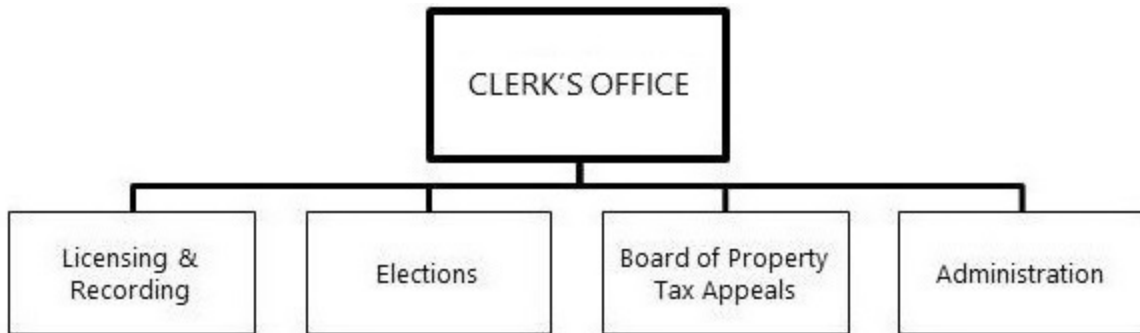 CLERK'S OFFICE
Licensing &
Recording
Elections
Board of Property
Tax Appeals
Administration